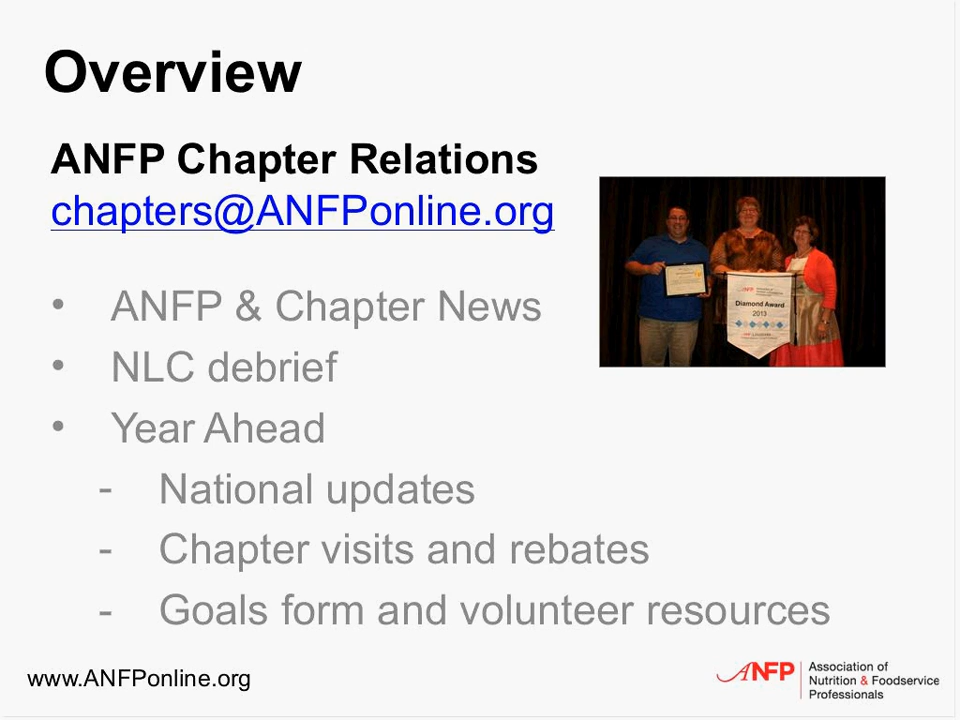 Overview
ANFP Chapter Relations
chapters@ANFPonline.org
• ANFP & Chapter News
• NLC debrief
• Year Ahead
- National updates
- Chapter visits and rebates
- Goals form and volunteer resources
ANFP
Diamond Award
2013
www.ANFPonline.org
ANFP
Association of
Nutrition & Foodservice
Professionals